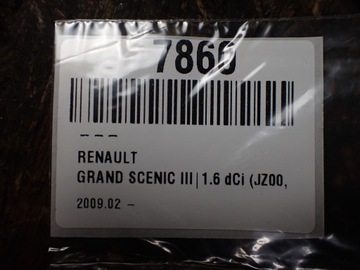 7860
RENAULT
GRAND SCENIC III|1.6 dCi (JZ00,
2009.02 –